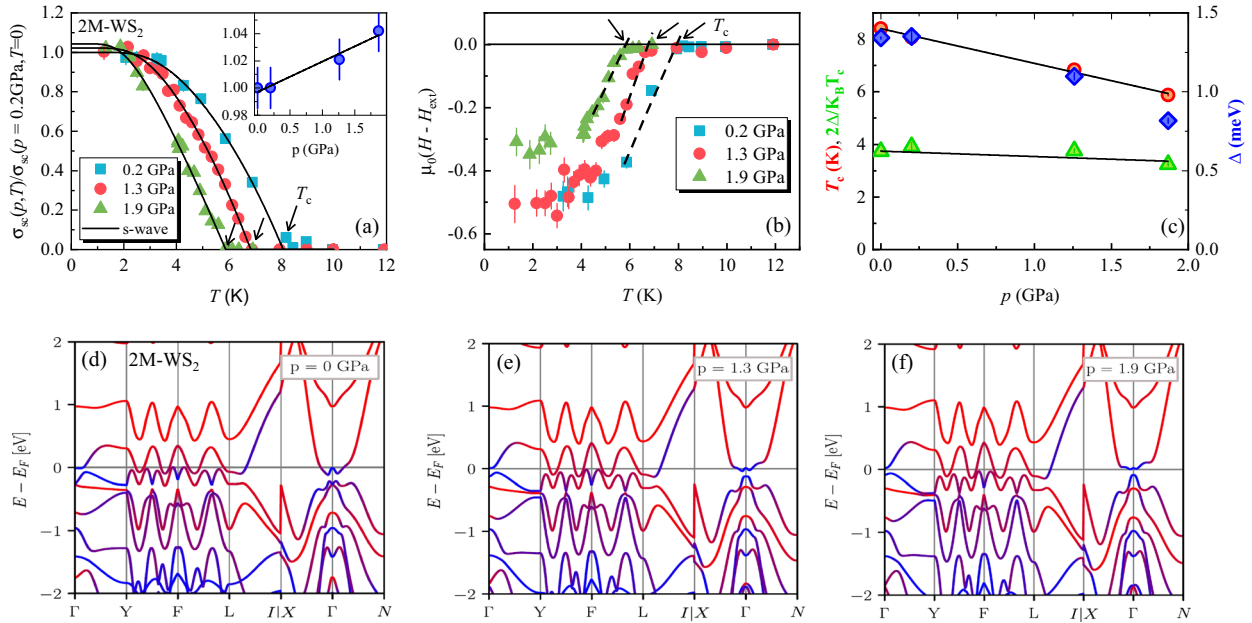 σsc(p,T)/σsc(p = 0.2GPa,T=0)
2M-WS2
1.2
1.0
0.8
0.6
0.4
0.2
0.0
0 2 4 6 8 10 12
T (K)
0.2 GPa
1.3 GPa
1.9 GPa
s-wave
Tc
(a)
1.04
1.02
1.00
0.98
0.0 0.5 1.0 1.5
p (GPa)
μ0(H - Hext)
0.0
-0.2
-0.4
-0.6
0 2 4 6 8 10 12
T (K)
Tc
0.2 GPa
1.3 GPa
1.9 GPa
(b)
Tc (K), 2Δ/KBTc
8
6
4
2
0
0.0 0.5 1.0 1.5 2.0
p (GPa)
1.5
1.0
0.5
0.0
Δ (meV)
(c)
(d) 2M-WS2
p = 0 GPa
E − EF [eV]
2
1
0
−1
−2
Γ Y F L I|X Γ N
(e)
p = 1.3 GPa
E − EF [eV]
2
1
0
−1
−2
Γ Y F L I|X Γ N
(f)
p = 1.9 GPa
E − EF [eV]
2
1
0
−1
−2
Γ Y F L I|X Γ N